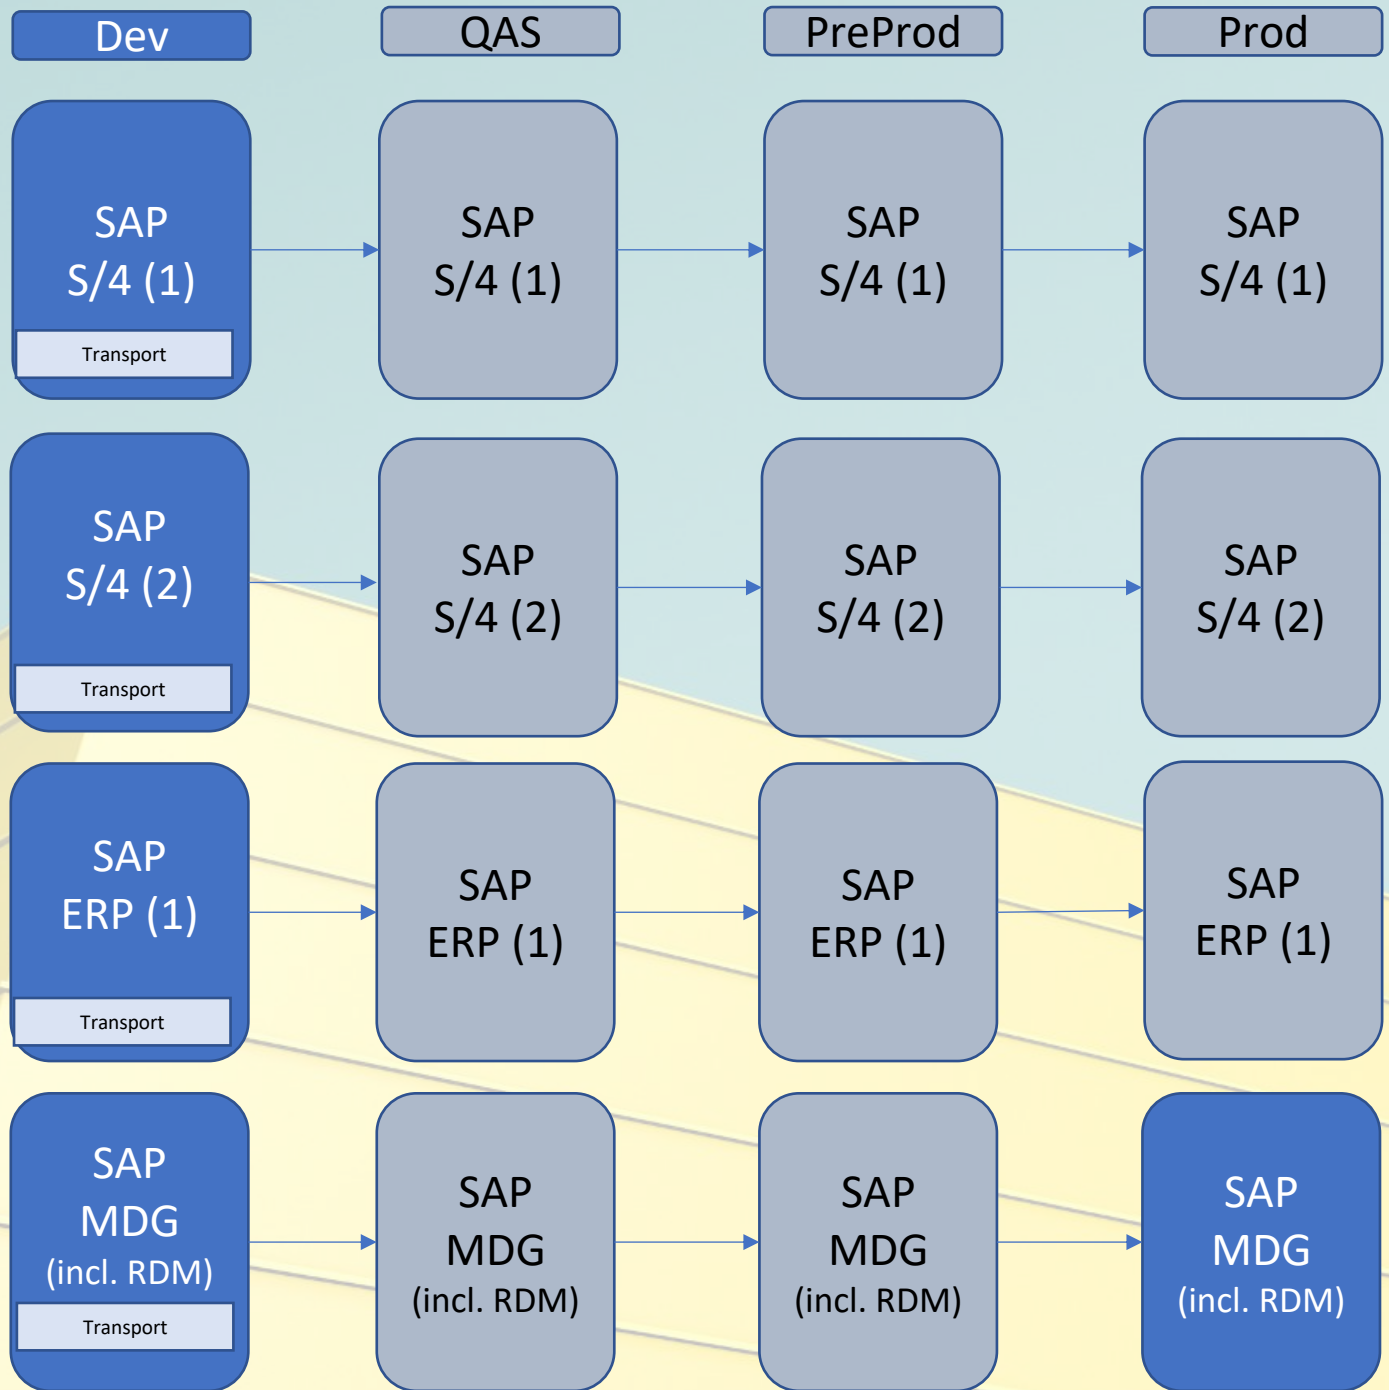 Dev
QAS
PreProd
Prod
SAP
S/4 (1)
Transport
SAP
S/4 (1)
SAP
S/4 (1)
SAP
S/4 (1)
SAP
S/4 (2)
Transport
SAP
S/4 (2)
SAP
S/4 (2)
SAP
S/4 (2)
SAP
ERP (1)
Transport
SAP
ERP (1)
SAP
ERP (1)
SAP
ERP (1)
SAP
MDG
(incl. RDM)
Transport
SAP
MDG
(incl. RDM)
SAP
MDG
(incl. RDM)
SAP
MDG
(incl. RDM)